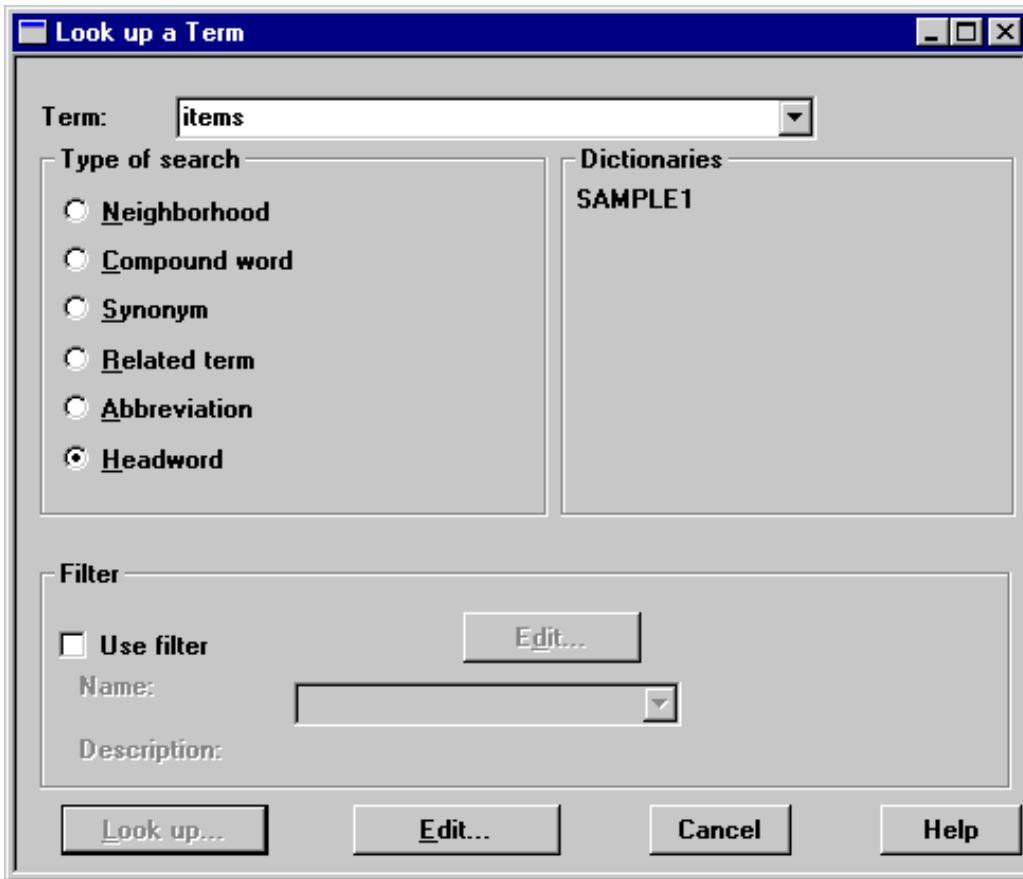 Look up a Term
Term: items
Type of search
Neighborhood
Compound word
Synonym
Related term
Abbreviation
Headword
Dictionaries
SAMPLE1
Filter
Use filter Edit...
Name:
Description:
Look up... Edit... Cancel Help